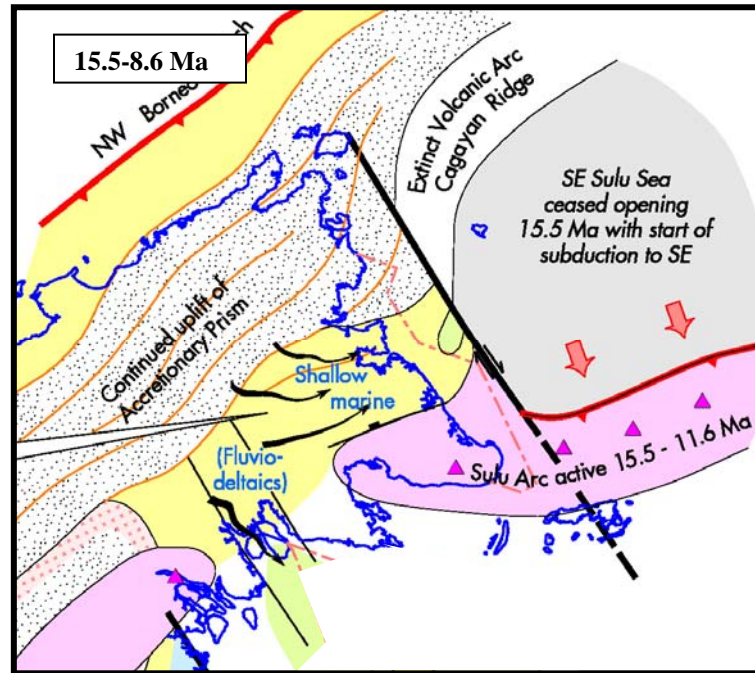 15.5-8.6 Ma
NW Borneo
Extinct Volcanic Arc
Cagayan Ridge
SE Sulu Sea
ceased opening
15.5 Ma with start of
subduction to SE
Continued uplift of
Accretionary Prism
Shallow
marine
(Fluvio-
deltaics)
Sulu Arc active 15.5 - 11.6 Ma